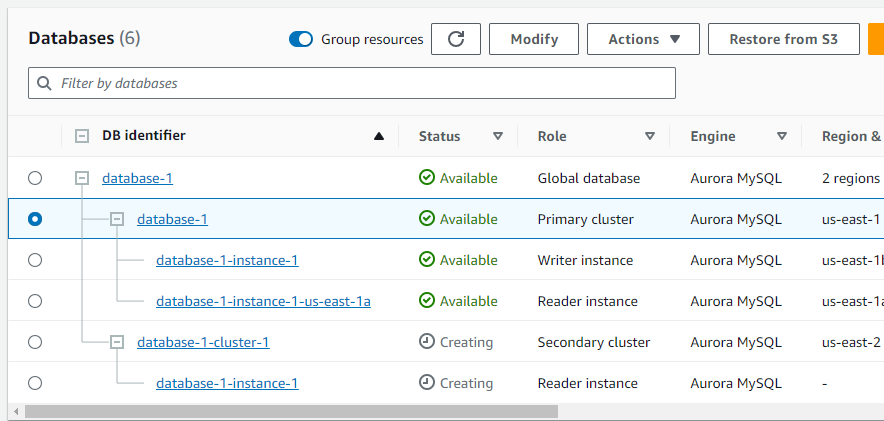 Databases (6) Group resources Modify Actions Restore from S3
Filter by databases
DB identifier Status Role Engine Region &
database-1 Available Global database Aurora MySQL 2 regions
database-1 Available Primary cluster Aurora MySQL us-east-1
database-1-instance-1 Available Writer instance Aurora MySQL us-east-1b
database-1-instance-1-us-east-1a Available Reader instance Aurora MySQL us-east-1a
database-1-cluster-1 Creating Secondary cluster Aurora MySQL us-east-2
database-1-instance-1 Creating Reader instance Aurora MySQL -